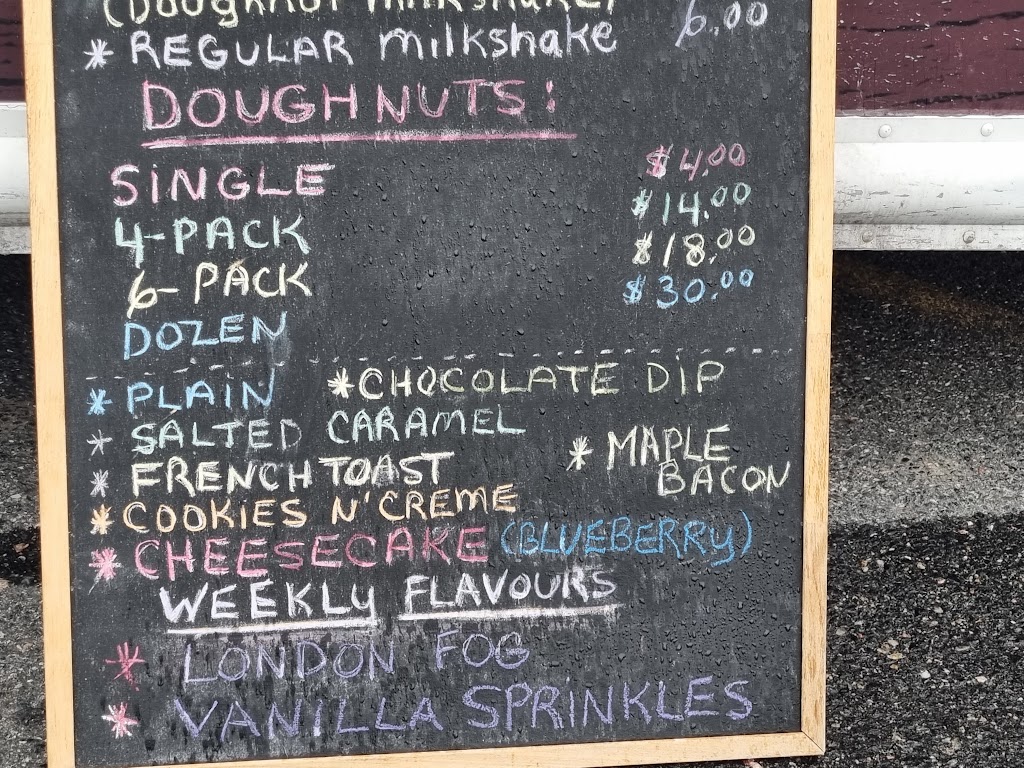 (DOUGHNUT MILKSHAKE)
* REGULAR milkshake 6.00
DOUGHNUTS:
SINGLE $4.00
4-PACK $14.00
6-PACK $18.00
DOZEN $30.00
* PLAIN * CHOCOLATE DIP
* SALTED CARAMEL
* MAPLE BACON
* FRENCH TOAST
* COOKIES N' CREME
* CHEESECAKE (BLUEBERRY)
WEEKLY FLAVOURS
* LONDON FOG
* VANILLA SPRINKLES